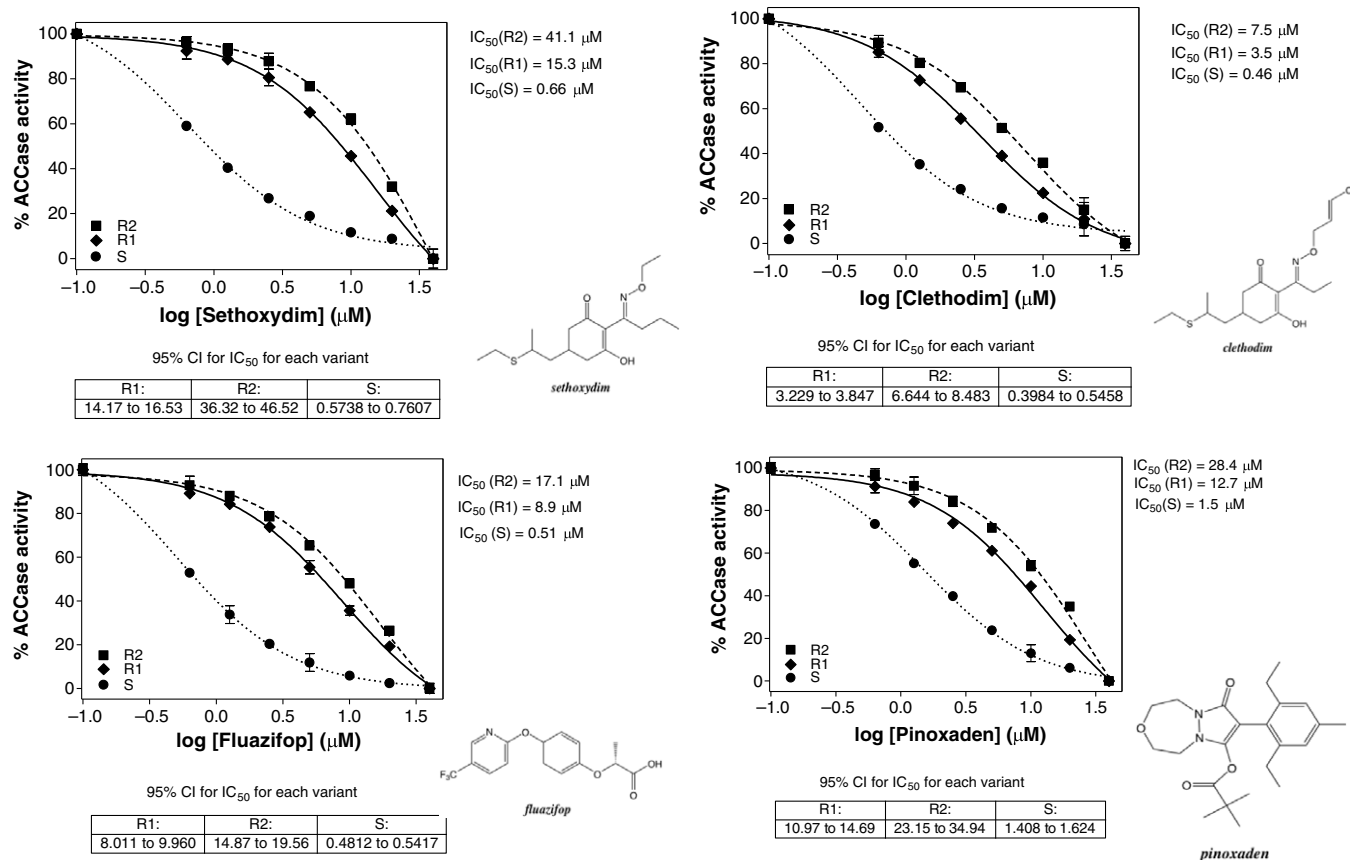 100
80
60
40
20
0
% ACCase activity
R2
R1
S
−1.0 −0.5 0.0 0.5 1.0 1.5
log [Sethoxydim] (μM)
IC50(R2) = 41.1 μM
IC50(R1) = 15.3 μM
IC50(S) = 0.66 μM
O
N
O
S
OH
sethoxydim
95% CI for IC50 for each variant
R1: R2: S:
14.17 to 16.53 36.32 to 46.52 0.5738 to 0.7607
100
80
60
40
20
0
% ACCase activity
R2
R1
S
−1.0 −0.5 0.0 0.5 1.0 1.5
log [Clethodim] (μM)
IC50(R2) = 7.5 μM
IC50(R1) = 3.5 μM
IC50 (S) = 0.46 μM
O
N
O
S
OH
clethodim
95% CI for IC50 for each variant
R1: R2: S:
3.229 to 3.847 6.644 to 8.483 0.3984 to 0.5458
100
80
60
40
20
0
% ACCase activity
R2
R1
S
−1.0 −0.5 0.0 0.5 1.0 1.5
log [Fluazifop] (μM)
IC50 (R2) = 17.1 μM
IC50 (R1) = 8.9 μM
IC50 (S) = 0.51 μM
N
O
F3C
O
OH
O
fluazifop
95% CI for IC50 for each variant
R1: R2: S:
8.011 to 9.960 14.87 to 19.56 0.4812 to 0.5417
100
80
60
40
20
0
% ACCase activity
R2
R1
S
−1.0 −0.5 0.0 0.5 1.0 1.5
log [Pinoxaden] (μM)
IC50 (R2) = 28.4 μM
IC50 (R1) = 12.7 μM
IC50(S) = 1.5 μM
O
N
O
N
O
O
pinoxaden
95% CI for IC50 for each variant
R1: R2: S:
10.97 to 14.69 23.15 to 34.94 1.408 to 1.624